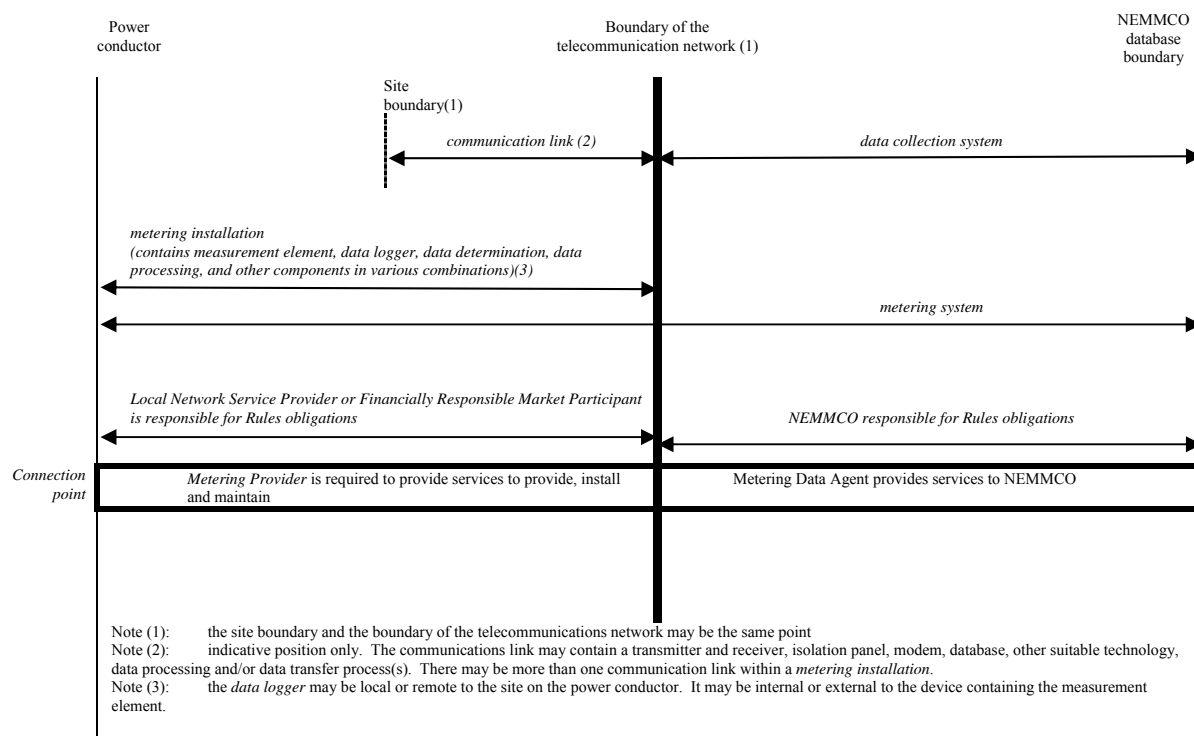 Power
conductor
Boundary of the
telecommunication network (1)
NEMMCO
database
boundary
Site
boundary(1)
communication link (2)
data collection system
metering installation
(contains measurement element, data logger, data determination, data
processing, and other components in various combinations)(3)
metering system
Local Network Service Provider or Financially Responsible Market Participant
is responsible for Rules obligations
NEMMCO responsible for Rules obligations
Connection
point
Metering Provider is required to provide services to provide, install
and maintain
Metering Data Agent provides services to NEMMCO
Note (1): the site boundary and the boundary of the telecommunications network may be the same point
Note (2): indicative position only. The communications link may contain a transmitter and receiver, isolation panel, modem, database, other suitable technology,
data processing and/or data transfer process(s). There may be more than one communication link within a metering installation.
Note (3): the data logger may be local or remote to the site on the power conductor. It may be internal or external to the device containing the measurement
element.